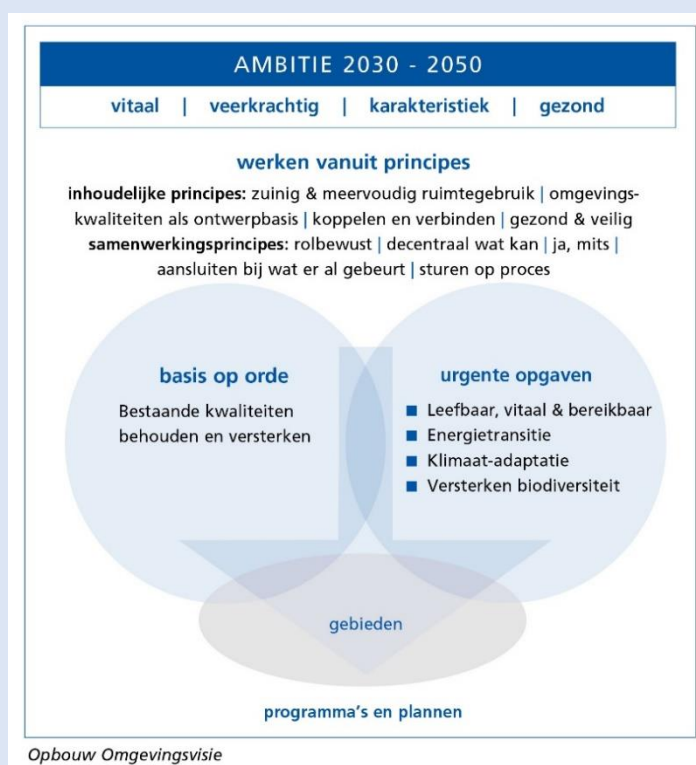 AMBITIE 2030 - 2050
vitaal | veerkrachtig | karakteristiek | gezond
werken vanuit principes
inhoudelijke principes: zuinig & meervoudig ruimtegebruik | omgevings-
kwaliteiten als ontwerpbasis | koppelen en verbinden | gezond & veilig
samenwerkingsprincipes: rolbewust | decentraal wat kan | ja, mits |
aansluiten bij wat er al gebeurt | sturen op proces
basis op orde
Bestaande kwaliteiten
behouden en versterken
urgente opgaven
■ Leefbaar, vitaal & bereikbaar
■ Energietransitie
■ Klimaat-adaptatie
■ Versterken biodiversiteit
gebieden
programma's en plannen
Opbouw Omgevingsvisie